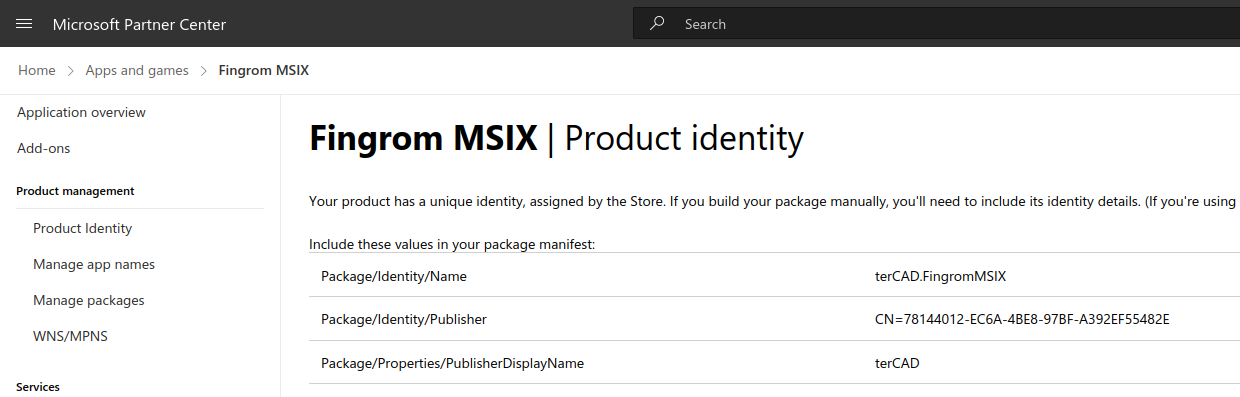 Microsoft Partner Center
Search
Home > Apps and games > Fingrom MSIX
Application overview
Add-ons
Product management
Product Identity
Manage app names
Manage packages
WNS/MPNS
Services
Fingrom MSIX | Product identity
Your product has a unique identity, assigned by the Store. If you build your package manually, you'll need to include its identity details. (If you're using
Include these values in your package manifest:
Package/Identity/Name terCAD.FingromMSIX
Package/Identity/Publisher CN=78144012-EC6A-4BE8-97BF-A392EF55482E
Package/Properties/PublisherDisplayName terCAD